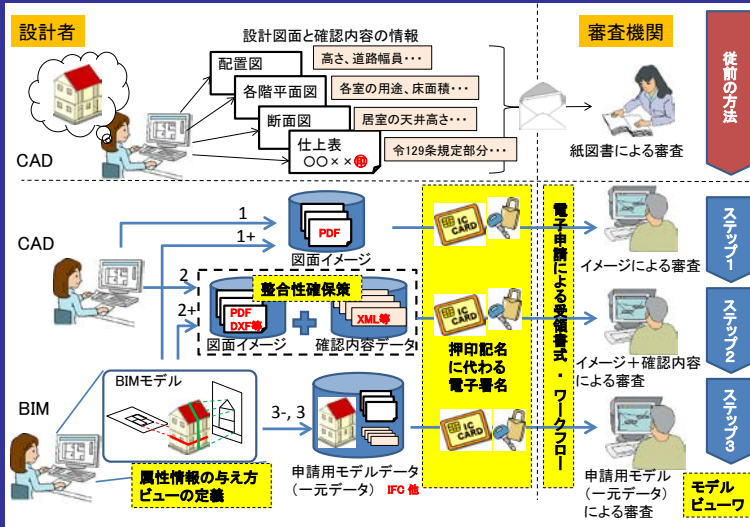 設計者
審査機関
設計図面と確認内容の情報
従前の方法
配置図
高さ、道路幅員・・・
各階平面図
各室の用途、床面積・・・
断面図
居室の天井高さ・・・
仕上表
○○××印
令129条規定部分・・・
CAD
紙図書による審査
CAD
1
1+
PDF
図面イメージ
IC
CARD
イメージによる審査
ステップ1
2
2+
整合性確保策
PDF
DXF等
XML等
図面イメージ
確認内容データ
IC
CARD
押印記名
に代わる
電子署名
電子申請による受領書式・ワークフロー
イメージ+確認内容
による審査
ステップ2
BIMモデル
BIM
3-, 3
申請用モデルデータ
(一元データ) IFC 他
属性情報の与え方
ビューの定義
IC
CARD
申請用モデル
(一元データ)
による審査
ステップ3
モデル
ビューワ